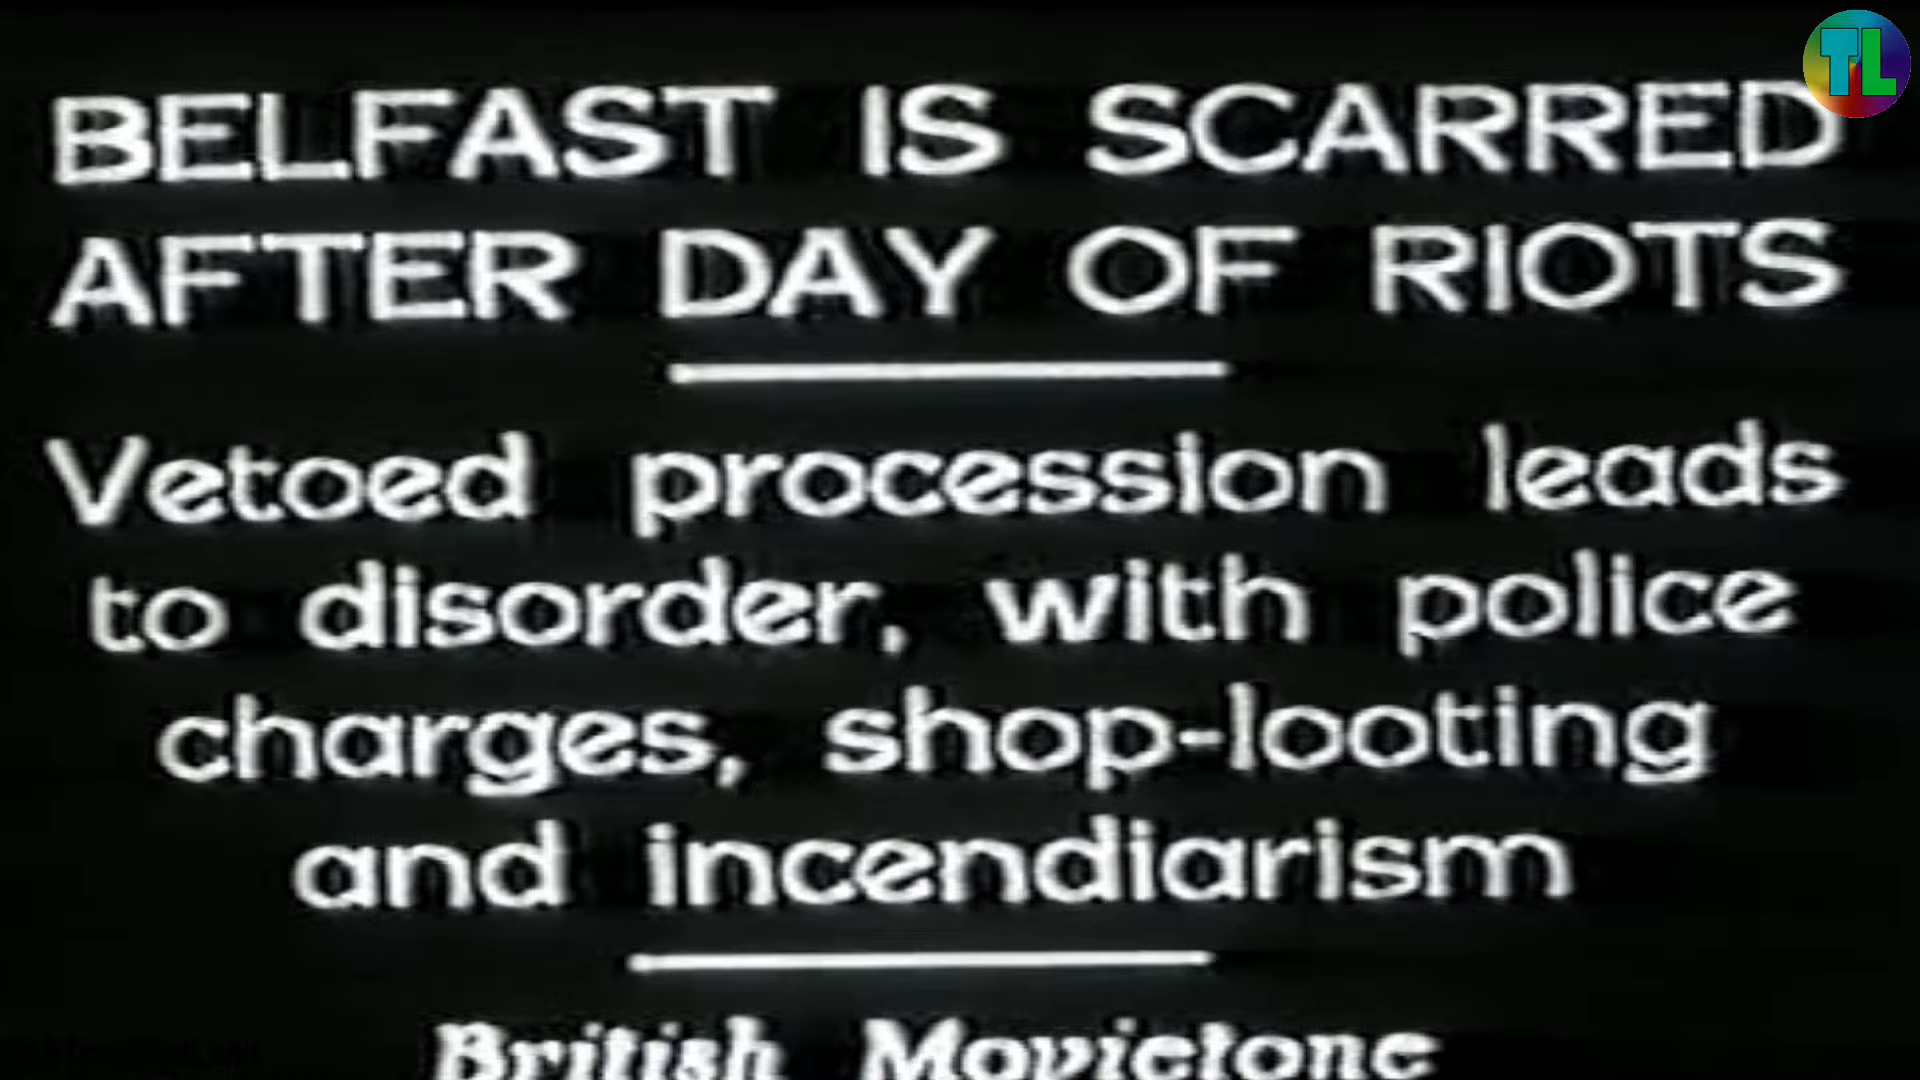 TL
BELFAST IS SCARRED
AFTER DAY OF RIOTS
Vetoed procession leads
to disorder, with police
charges, shop-looting
and incendiarism
British Movietone